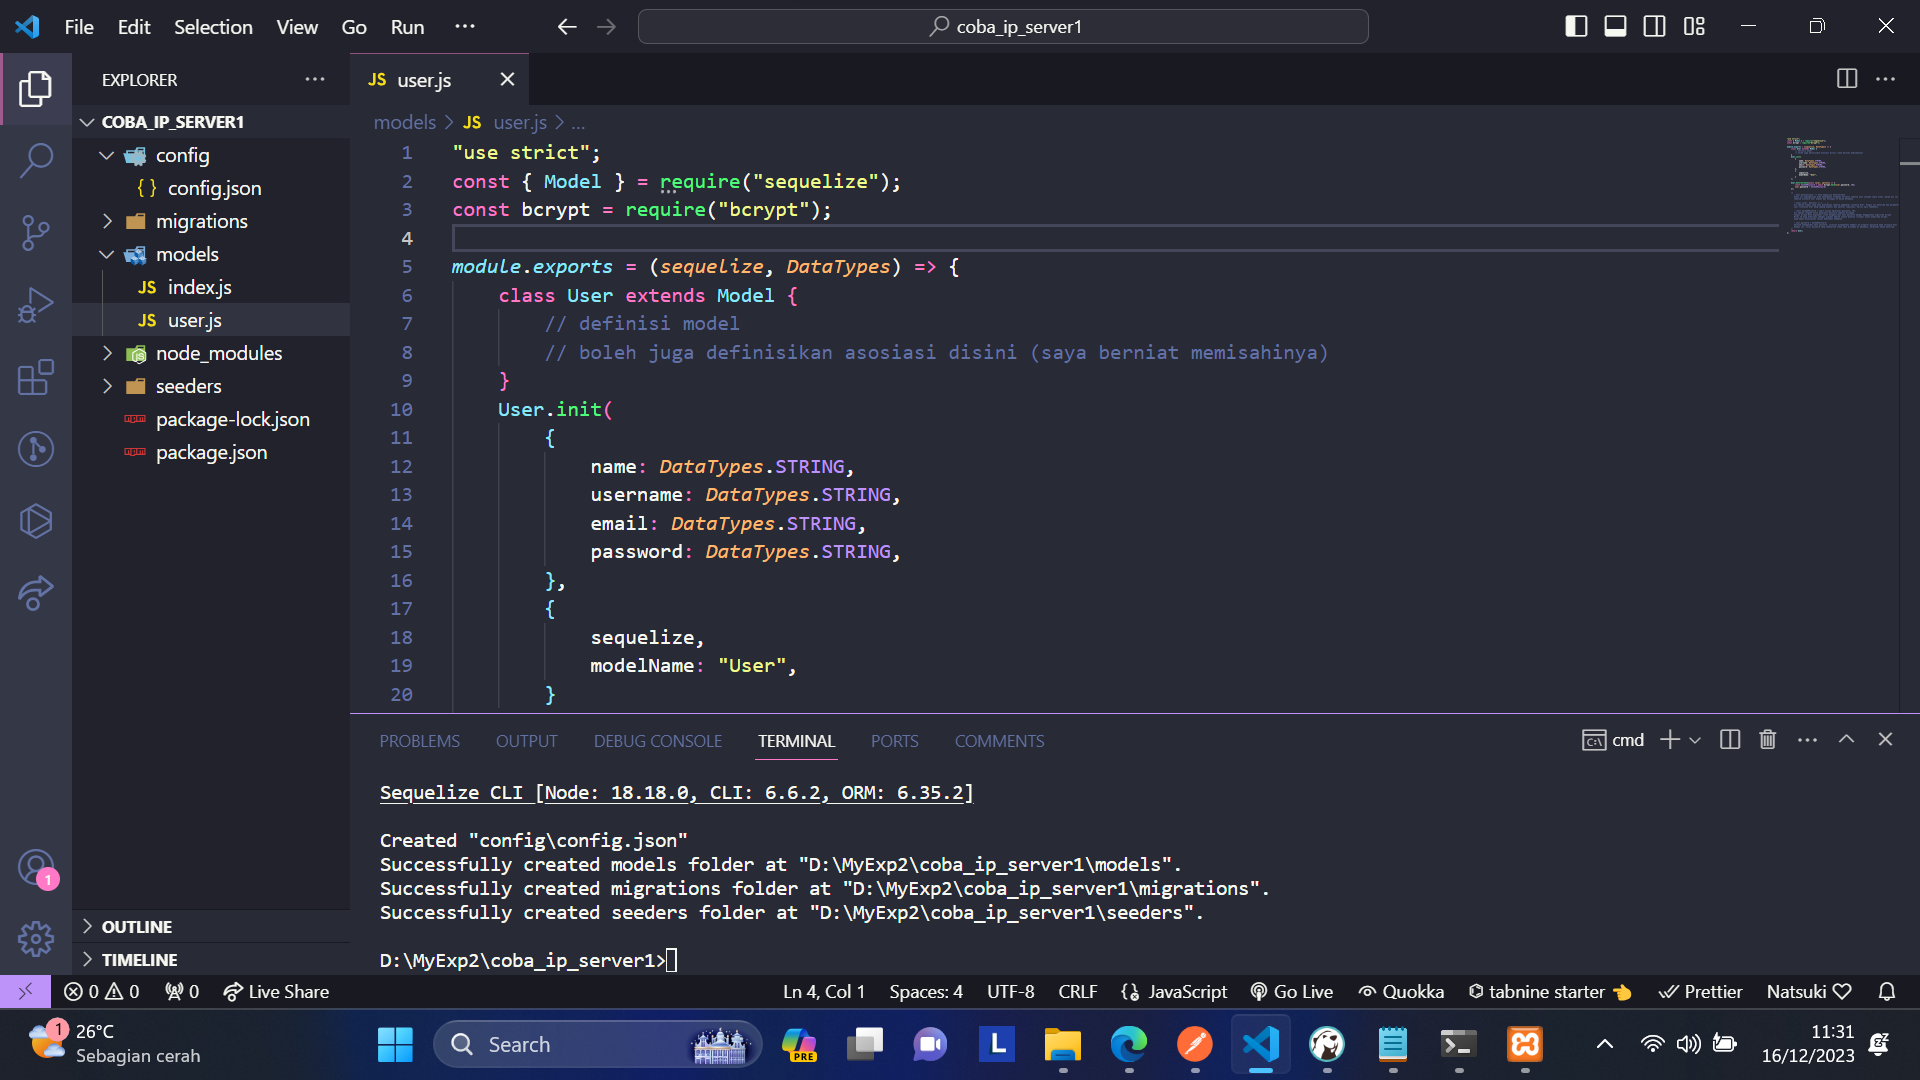 File Edit Selection View Go Run ...
coba_ip_server1
EXPLORER ...
JS user.js
COBA_IP_SERVER1
config
{ } config.json
migrations
models
JS index.js
JS user.js
node_modules
seeders
package-lock.json
package.json
OUTLINE
TIMELINE
models > JS user.js > ...
1 "use strict";
2 const { Model } = require("sequelize");
3 const bcrypt = require("bcrypt");
4
5 module.exports = (sequelize, DataTypes) => {
6 class User extends Model {
7 // definisi model
8 // boleh juga definisikan asosiasi disini (saya berniat memisahinya)
9 }
10 User.init(
11 {
12 name: DataTypes.STRING,
13 username: DataTypes.STRING,
14 email: DataTypes.STRING,
15 password: DataTypes.STRING,
16 },
17 {
18 sequelize,
19 modelName: "User",
20 }
PROBLEMS OUTPUT DEBUG CONSOLE TERMINAL PORTS COMMENTS
cmd
Sequelize CLI [Node: 18.18.0, CLI: 6.6.2, ORM: 6.35.2]
Created "config\config.json"
Successfully created models folder at "D:\MyExp2\coba_ip_server1\models".
Successfully created migrations folder at "D:\MyExp2\coba_ip_server1\migrations".
Successfully created seeders folder at "D:\MyExp2\coba_ip_server1\seeders".
D:\MyExp2\coba_ip_server1>
1
0 0 0 Live Share
Ln 4, Col 1 Spaces: 4 UTF-8 CRLF JavaScript Go Live Quokka tabnine starter Prettier Natsuki
1
26°C
Sebagian cerah
Search
PRE
L
11:31
16/12/2023